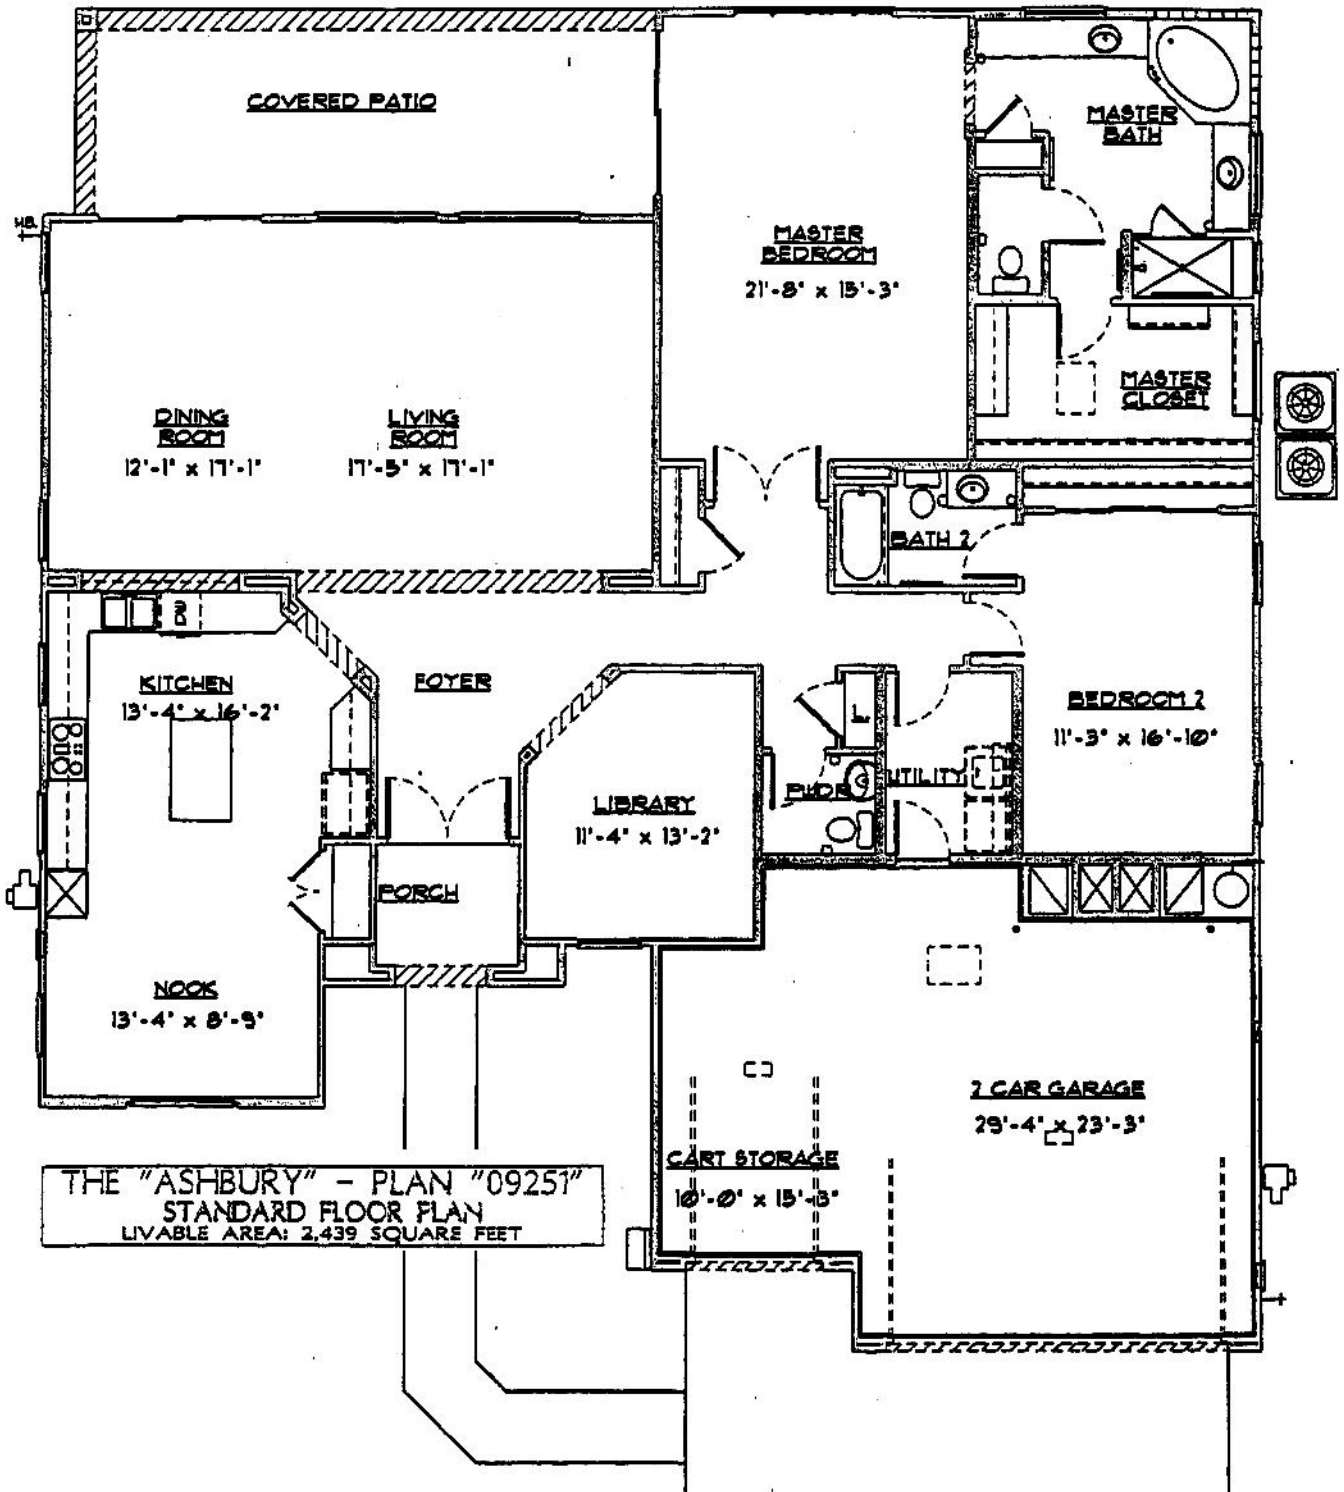 COVERED PATIO
MASTER
BATH
H.B.
MASTER
BEDROOM
21'-8" x 15'-3"
MASTER
CLOSET
DINING
ROOM
12'-1" x 17'-1"
LIVING
ROOM
17'-5" x 17'-1"
BATH 2
DW
KITCHEN
13'-4" x 16'-2"
FOYER
BEDROOM 2
11'-3" x 16'-10"
L.
UTILITY
PWDR
LIBRARY
11'-4" x 13'-2"
PORCH
NOOK
13'-4" x 8'-5"
2 CAR GARAGE
29'-4" x 23'-3"
CART STORAGE
10'-0" x 15'-3"
THE "ASHBURY" - PLAN "09251"
STANDARD FLOOR PLAN
LIVABLE AREA: 2,439 SQUARE FEET